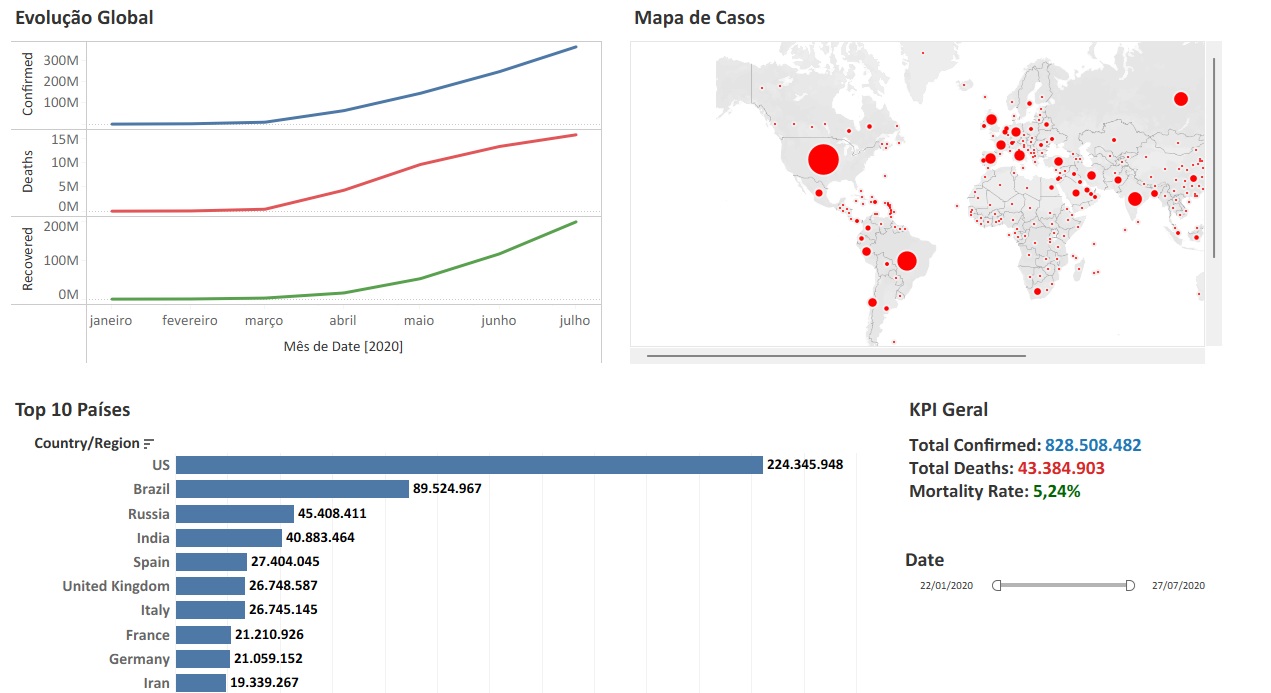 Evolução Global
Confirmed
300M
200M
100M
Deaths
15M
10M
5M
0M
Recovered
200M
100M
0M
janeiro fevereiro março abril maio junho julho
Mês de Date [2020]
Mapa de Casos
Top 10 Países
Country/Region
US 224.345.948
Brazil 89.524.967
Russia 45.408.411
India 40.883.464
Spain 27.404.045
United Kingdom 26.748.587
Italy 26.745.145
France 21.210.926
Germany 21.059.152
Iran 19.339.267
KPI Geral
Total Confirmed: 828.508.482
Total Deaths: 43.384.903
Mortality Rate: 5,24%
Date
22/01/2020 27/07/2020